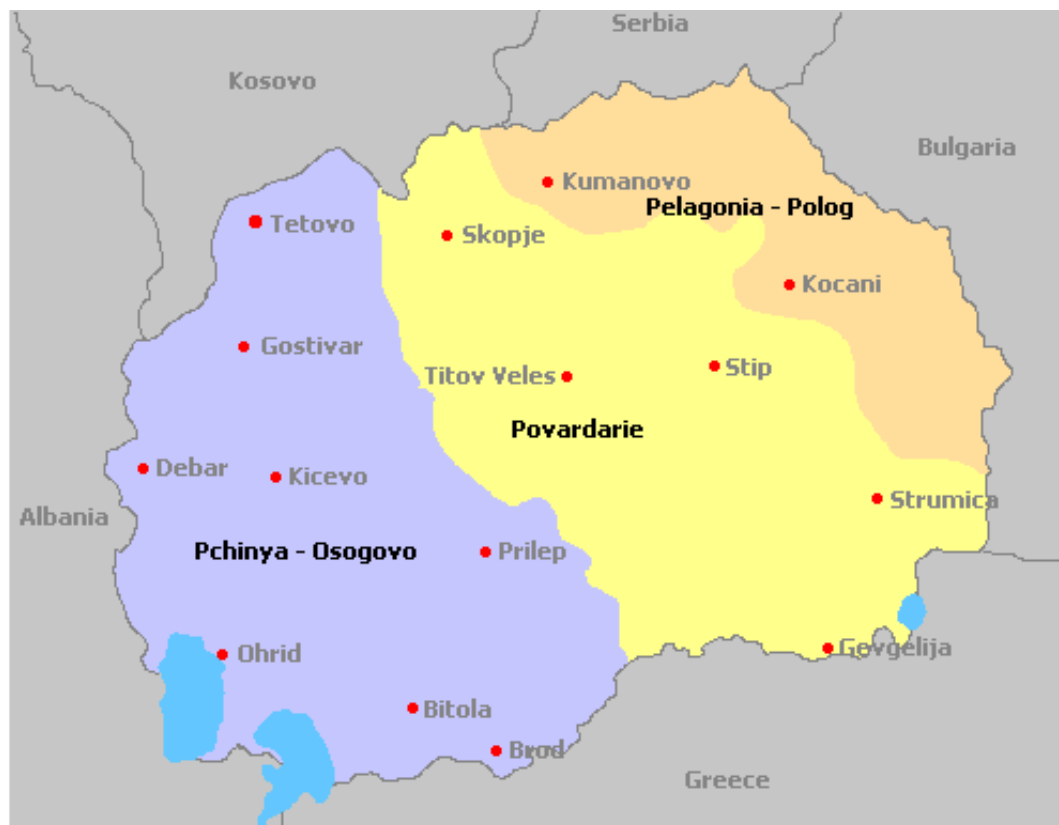 Serbia
Kosovo
Bulgaria
Kumanovo
Pelagonia - Polog
Tetovo
Skopje
Kocani
Gostivar
Titov Veles
Stip
Povardarie
Debar
Kicevo
Strumica
Albania
Pchinya - Osogovo
Prilep
Ohrid
Gevgelija
Bitola
Brod
Greece